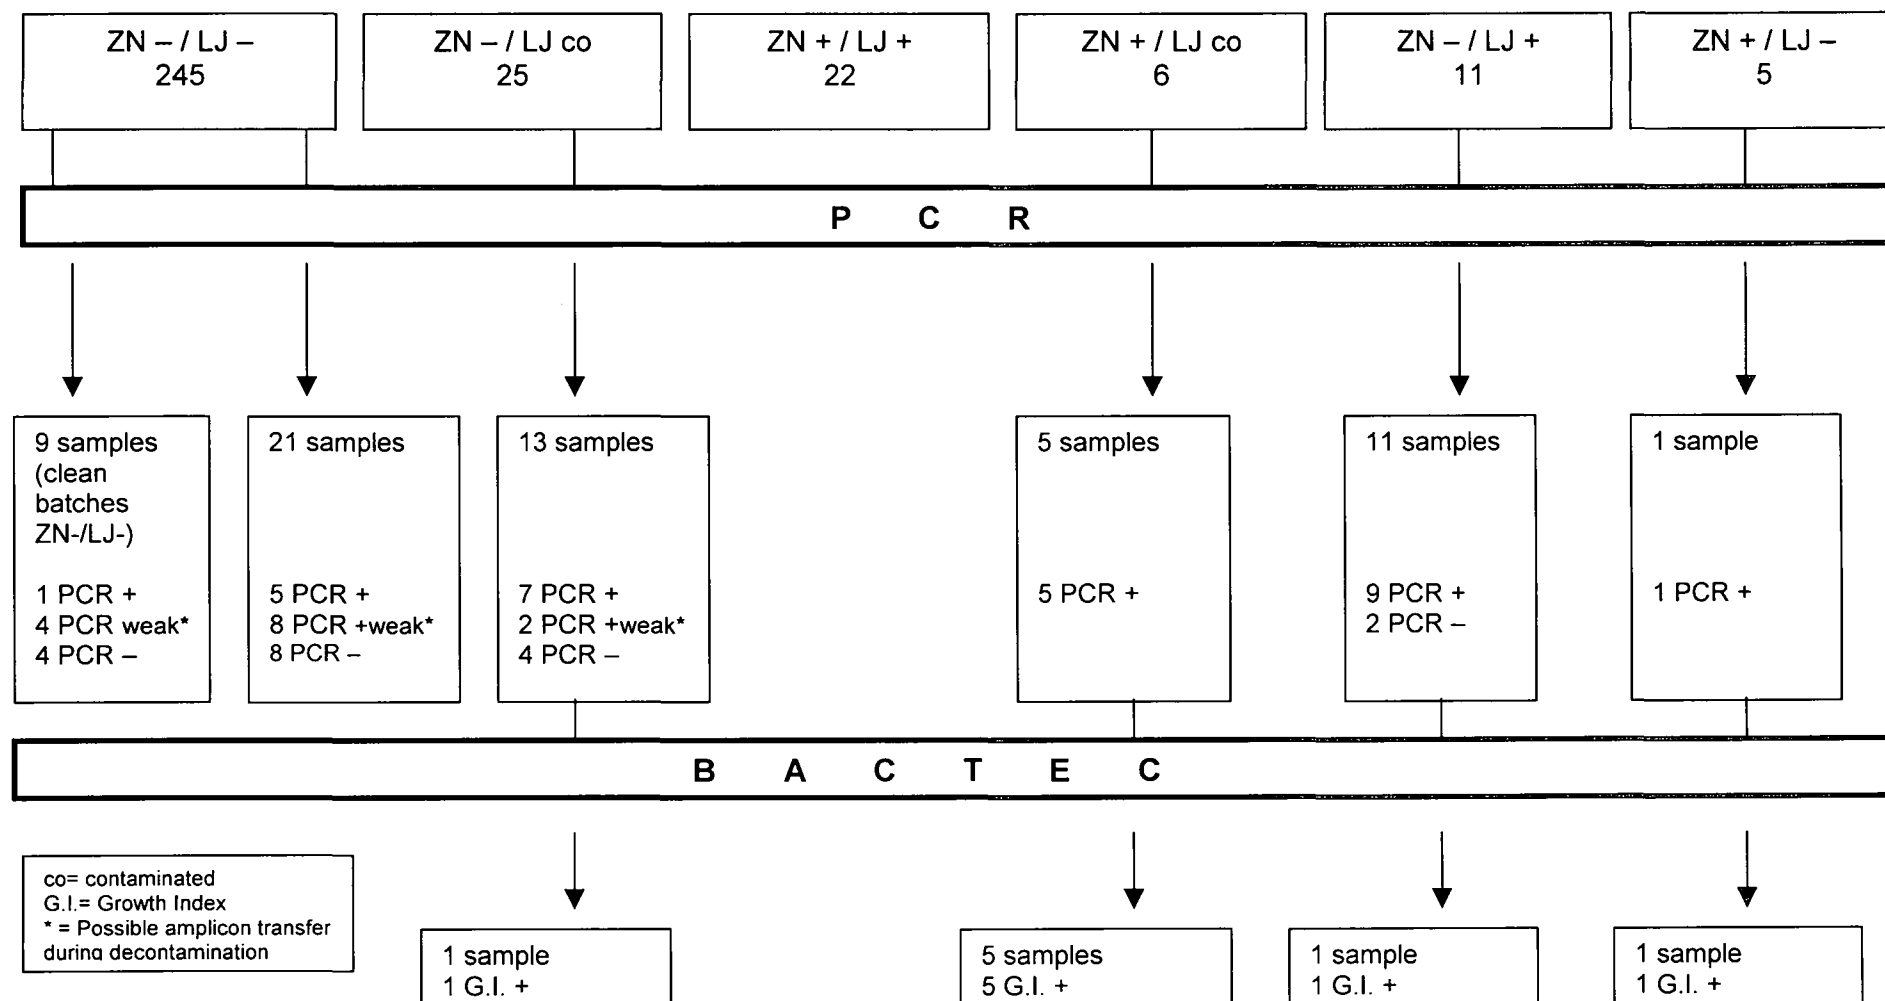 ZN – / LJ –
245
ZN – / LJ co
25
ZN + / LJ +
22
ZN + / LJ co
6
ZN – / LJ +
11
ZN + / LJ –
5
P C R
9 samples
(clean
batches
ZN-/LJ-)
1 PCR +
4 PCR weak*
4 PCR –
21 samples
5 PCR +
8 PCR +weak*
8 PCR –
13 samples
7 PCR +
2 PCR +weak*
4 PCR –
5 samples
5 PCR +
11 samples
9 PCR +
2 PCR –
1 sample
1 PCR +
B A C T E C
co= contaminated
G.I.= Growth Index
* = Possible amplicon transfer
during decontamination
1 sample
1 G.I. +
5 samples
5 G.I. +
1 sample
1 G.I. +
1 sample
1 G.I. +